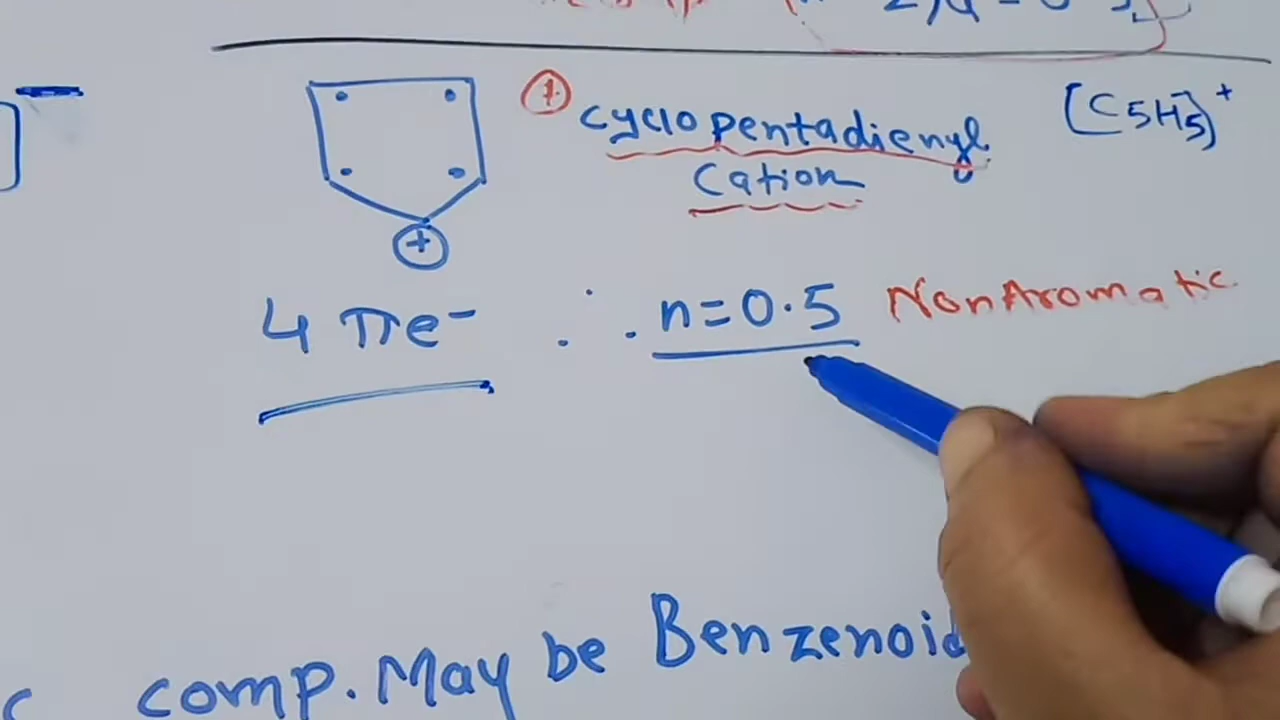 ① cyclopentadienyl [C5H5]+
Cation
+
4 πe- ∴ n=0.5 NonAromatic
comp. May be Benzenoid